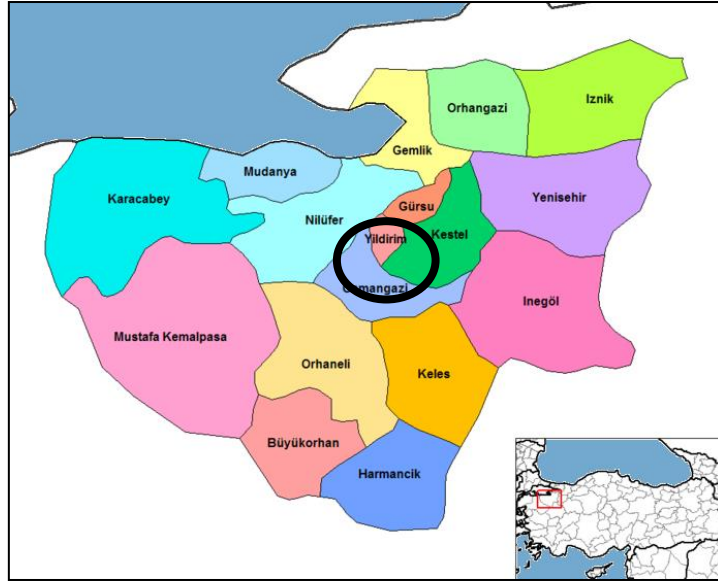 Orhangazi
Iznik
Gemlik
Mudanya
Karacabey
Yenisehir
Gürsu
Nilüfer
Yildirim
Kestel
Osmangazi
Inegöl
Mustafa Kemalpasa
Orhaneli
Keles
Büyükorhan
Harmancik